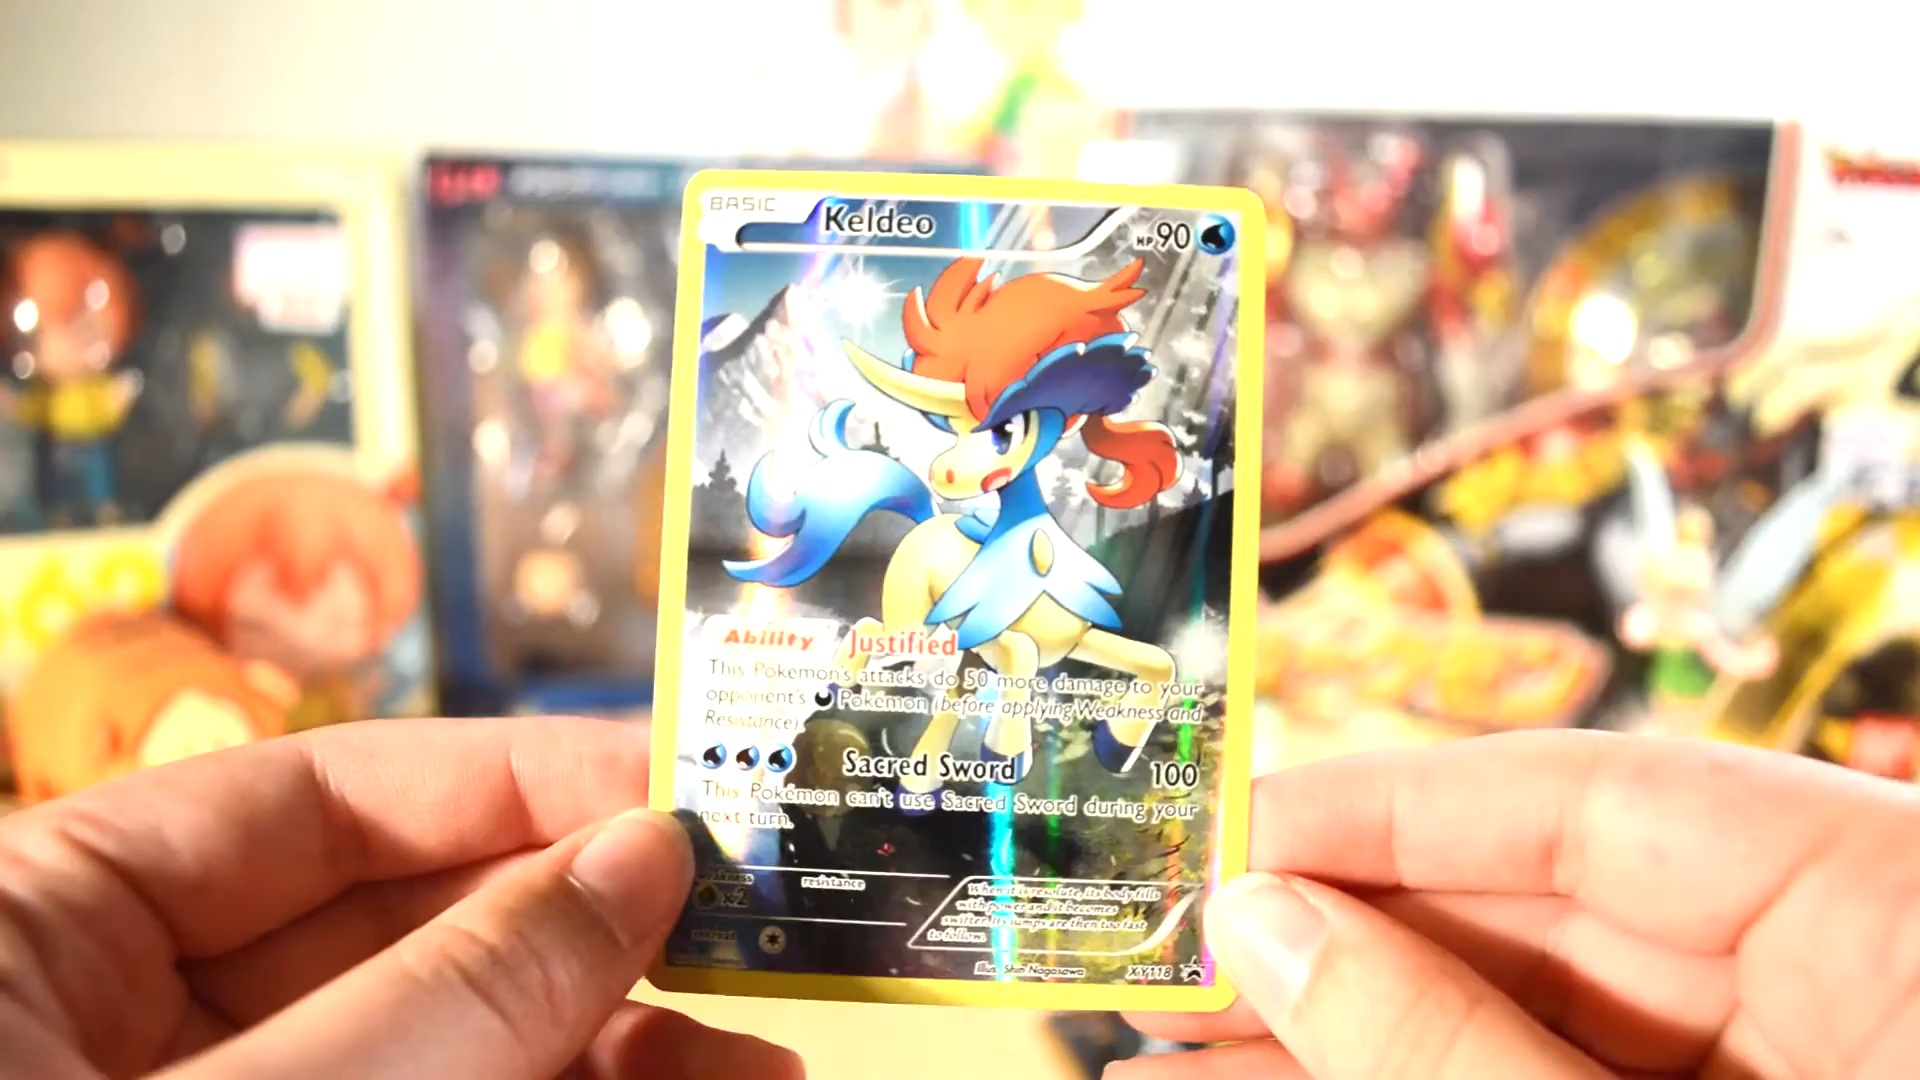 BASIC
Keldeo
HP 90
Ability Justified
This Pokémon's attacks do 50 more damage to your
opponent's Pokémon (before applying Weakness and
Resistance).
Sacred Sword 100
This Pokémon can't use Sacred Sword during your
next turn.
weakness resistance
x2
retreat
When it is resolute, its body fills
with power and it becomes
swifter. Its jumps are then too fast
to follow.
Illus. Shin Nagasawa XY118